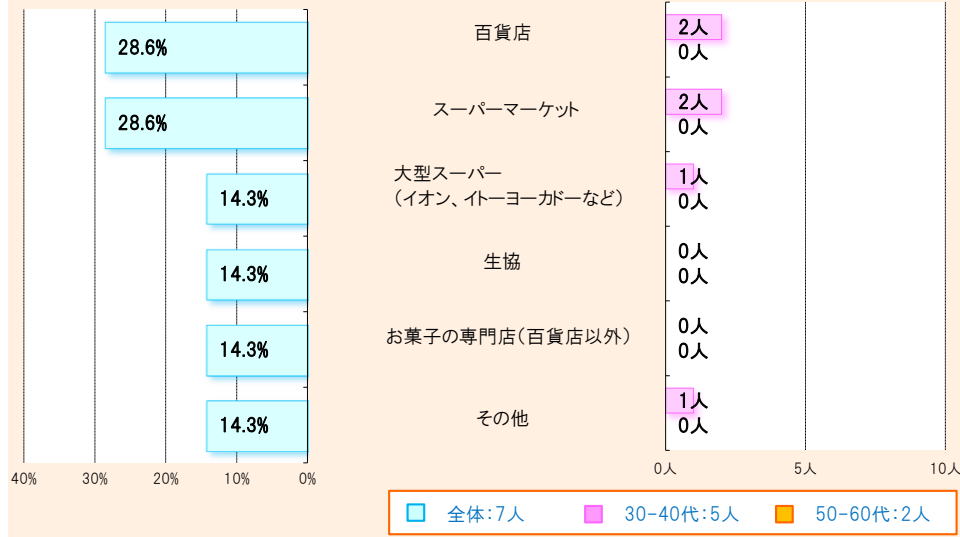 28.6%
百貨店
2人
0人
28.6%
スーパーマーケット
2人
0人
14.3%
大型スーパー
（イオン、イトーヨーカドーなど）
1人
0人
14.3%
生協
0人
0人
14.3%
お菓子の専門店（百貨店以外）
0人
0人
14.3%
その他
1人
0人
40% 30% 20% 10% 0%
0人 5人 10人
全体：7人 30-40代：5人 50-60代：2人